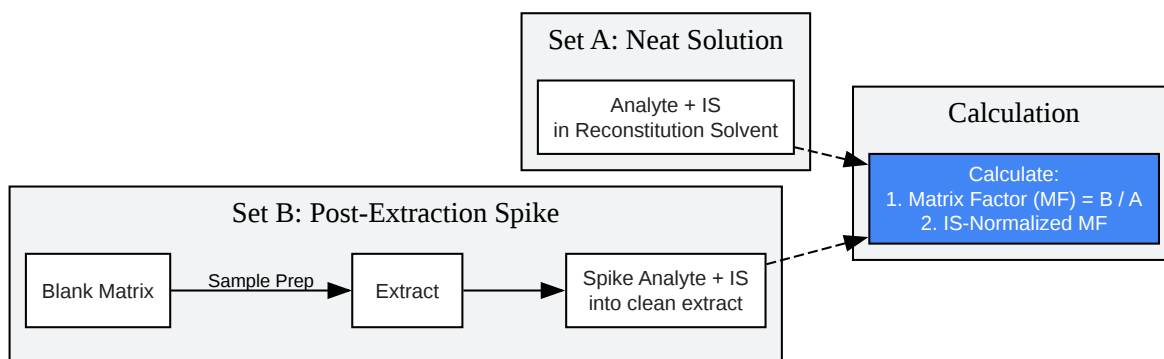 Set A: Neat Solution
Analyte + IS
in Reconstitution Solvent
Calculation
Calculate:
1. Matrix Factor (MF) = B / A
2. IS-Normalized MF
Set B: Post-Extraction Spike
Blank Matrix
Sample Prep
Extract
Spike Analyte + IS
into clean extract